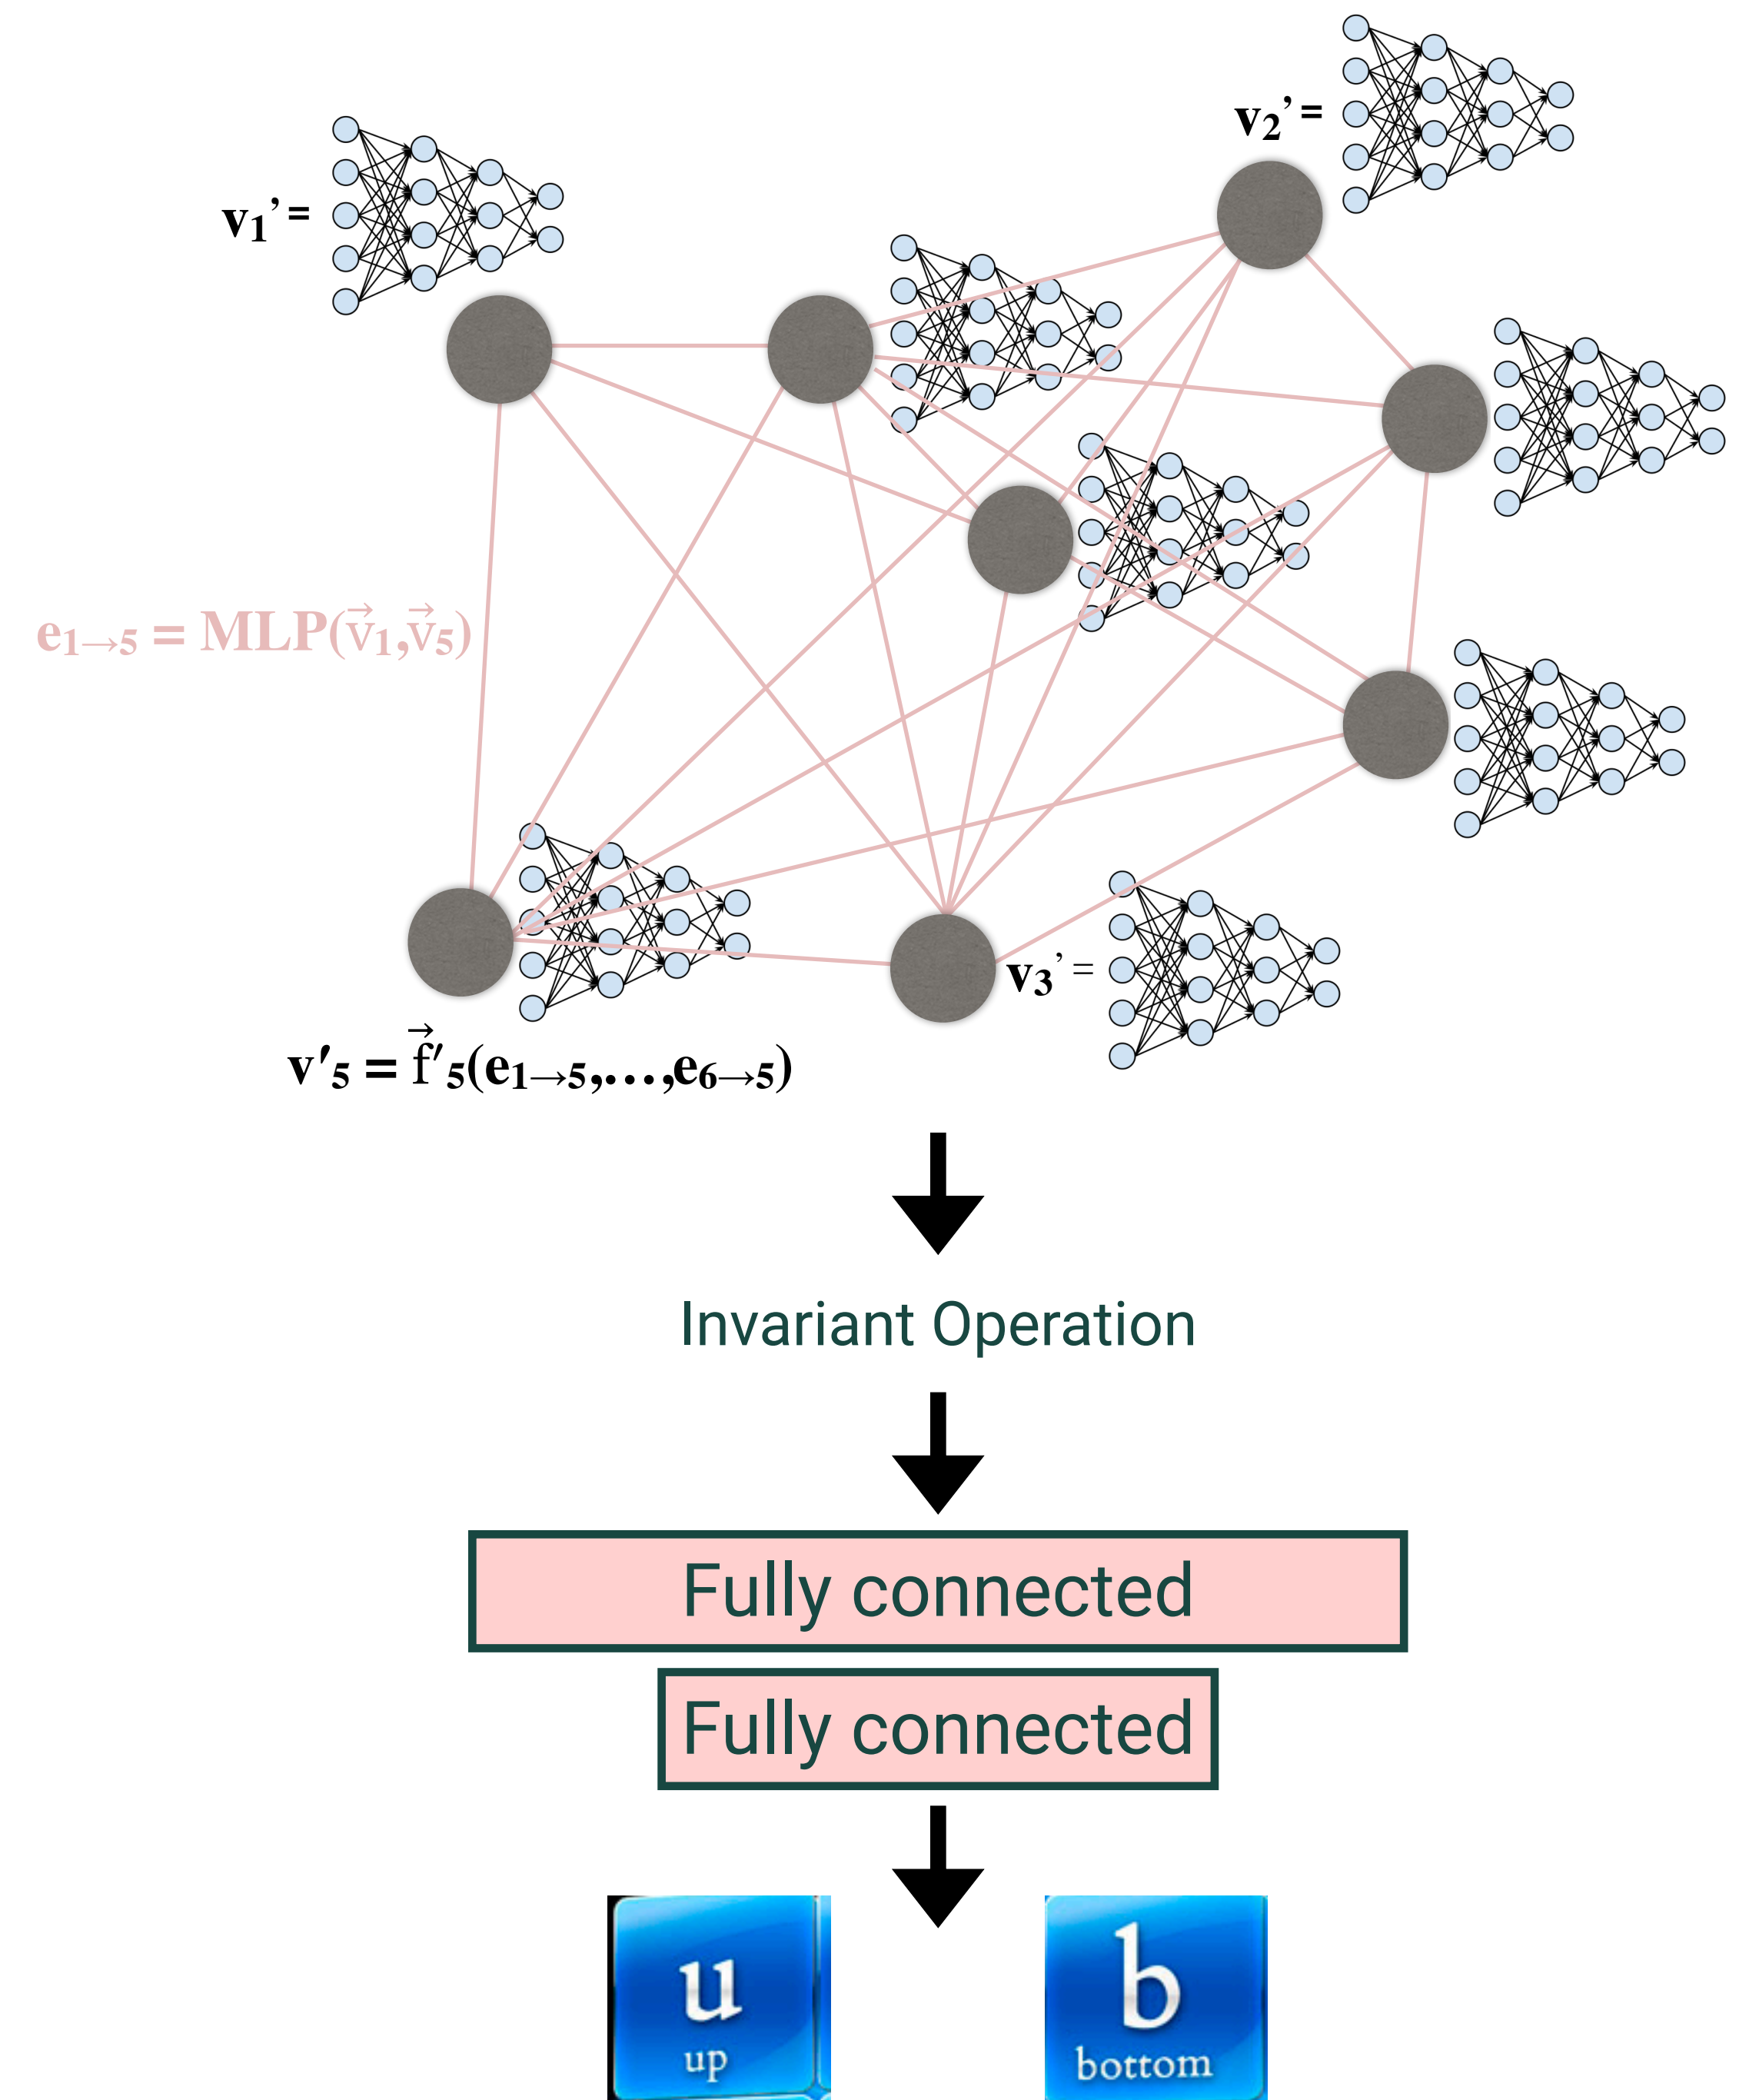 v₂’ =
v₁’ =
e₁→₅ = MLP(v⃗₁,v⃗₅)
v₃’ =
v′₅ = f⃗′₅(e₁→₅,…,e₆→₅)
Invariant Operation
Fully connected
Fully connected
u
up
b
bottom